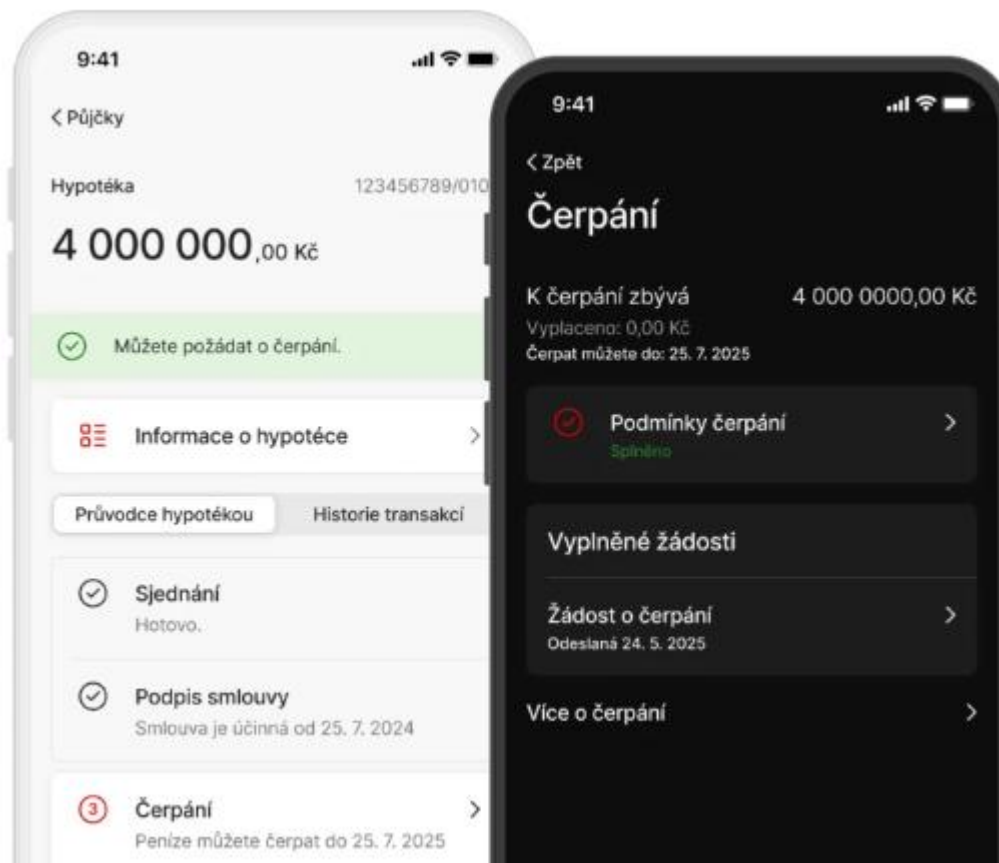 9:41
< Půjčky
Hypotéka 123456789/010
4 000 000,00 Kč
Můžete požádat o čerpání.
Informace o hypotéce >
Průvodce hypotékou Historie transakcí
Sjednání
Hotovo.
Podpis smlouvy
Smlouva je účinná od 25. 7. 2024
3 Čerpání >
Peníze můžete čerpat do 25. 7. 2025
9:41
< Zpět
Čerpání
K čerpání zbývá 4 000 0000,00 Kč
Vyplaceno: 0,00 Kč
Čerpat můžete do: 25. 7. 2025
Podmínky čerpání >
Splněno
Vyplněné žádosti
Žádost o čerpání >
Odeslaná 24. 5. 2025
Více o čerpání >